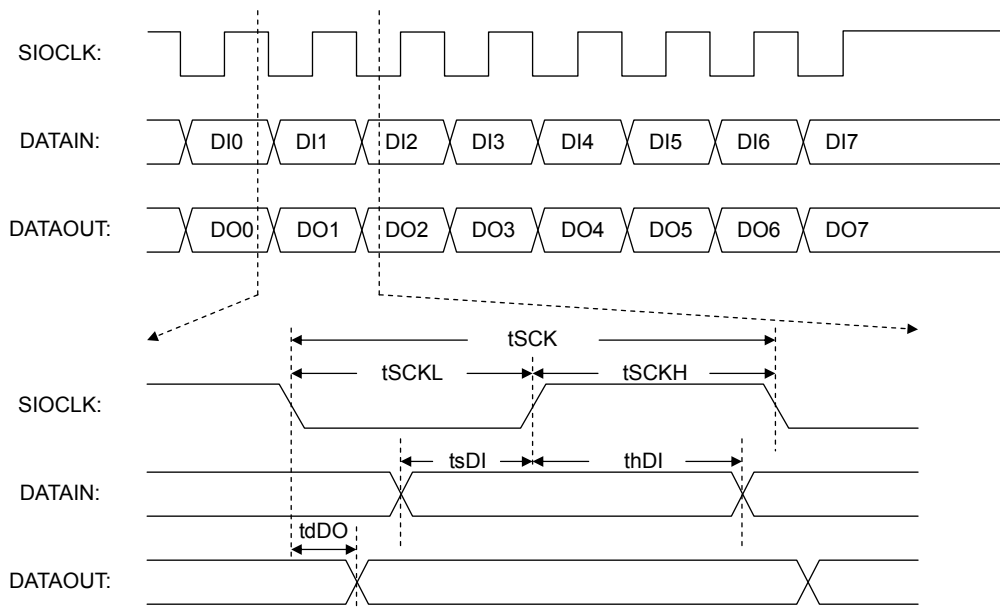 SIOCLK:
DATAIN: DI0 DI1 DI2 DI3 DI4 DI5 DI6 DI7
DATAOUT: DO0 DO1 DO2 DO3 DO4 DO5 DO6 DO7
tSCK
tSCKL tSCKH
SIOCLK:
tsDI thDI
DATAIN:
tdDO
DATAOUT: